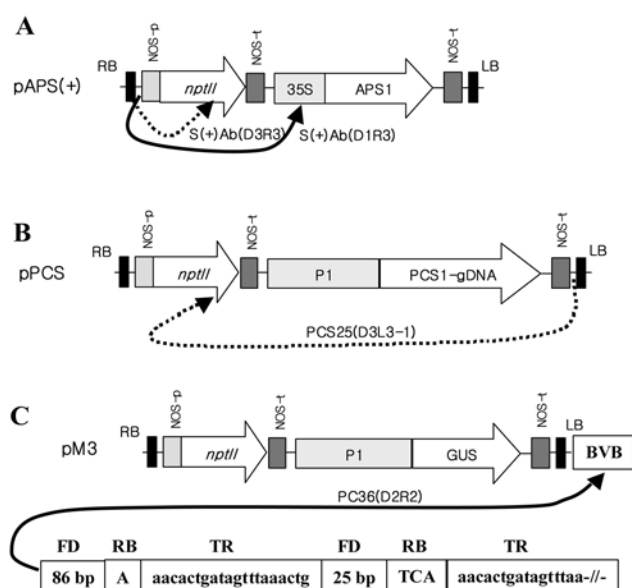 A
pAPS(+)
RB
NOS-p
nptII
NOS-t
35S
APS1
NOS-t
LB
S(+)Ab(D3R3)
S(+)Ab(D1R3)
B
pPCS
RB
NOS-p
nptII
NOS-t
P1
PCS1-gDNA
NOS-t
LB
PCS25(D3L3-1)
C
pM3
RB
NOS-p
nptII
NOS-t
P1
GUS
NOS-t
LB
BVB
PC36(D2R2)
FD RB TR FD RB TR
86 bp A aacactgatagtttaaactg 25 bp TCA aacactgatagtttaa-//-